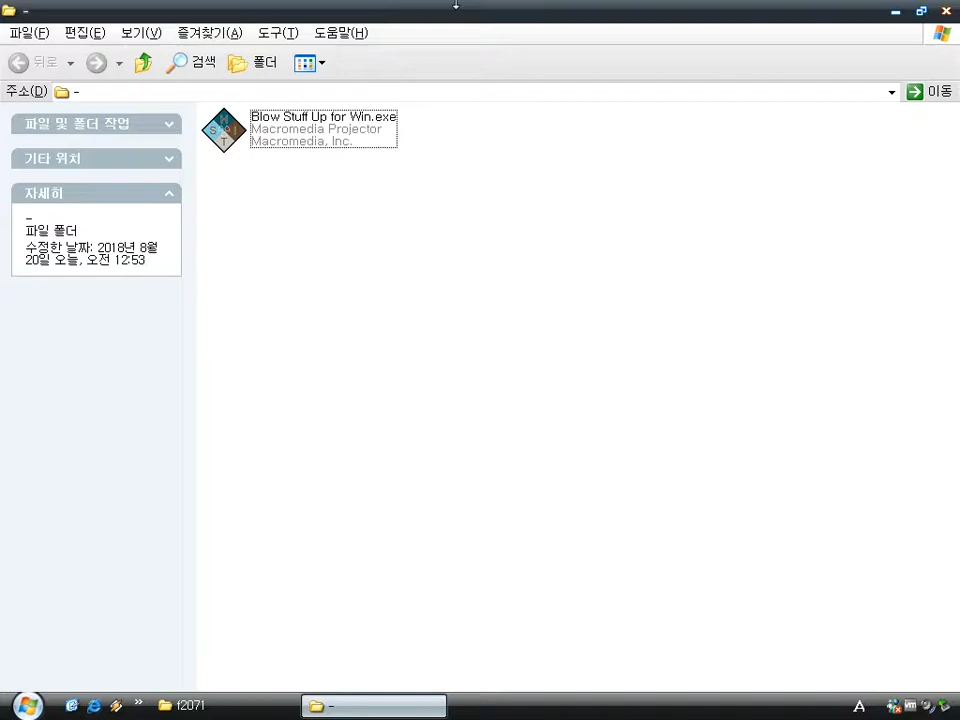 -
파일(F) 편집(E) 보기(V) 즐겨찾기(A) 도구(T) 도움말(H)
뒤로 검색 폴더
주소(D) - 이동
파일 및 폴더 작업
기타 위치
자세히
-
파일 폴더
수정한 날짜: 2018년 8월
20일 오늘, 오전 12:53
Blow Stuff Up for Win.exe
Macromedia Projector
Macromedia, Inc.
f2071 - A